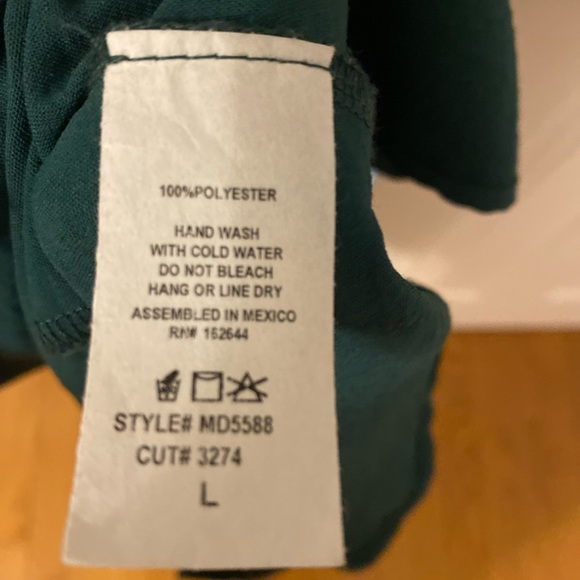 100%POLYESTER
HAND WASH
WITH COLD WATER
DO NOT BLEACH
HANG OR LINE DRY
ASSEMBLED IN MEXICO
RN# 162644
STYLE# MD5588
CUT# 3274
L